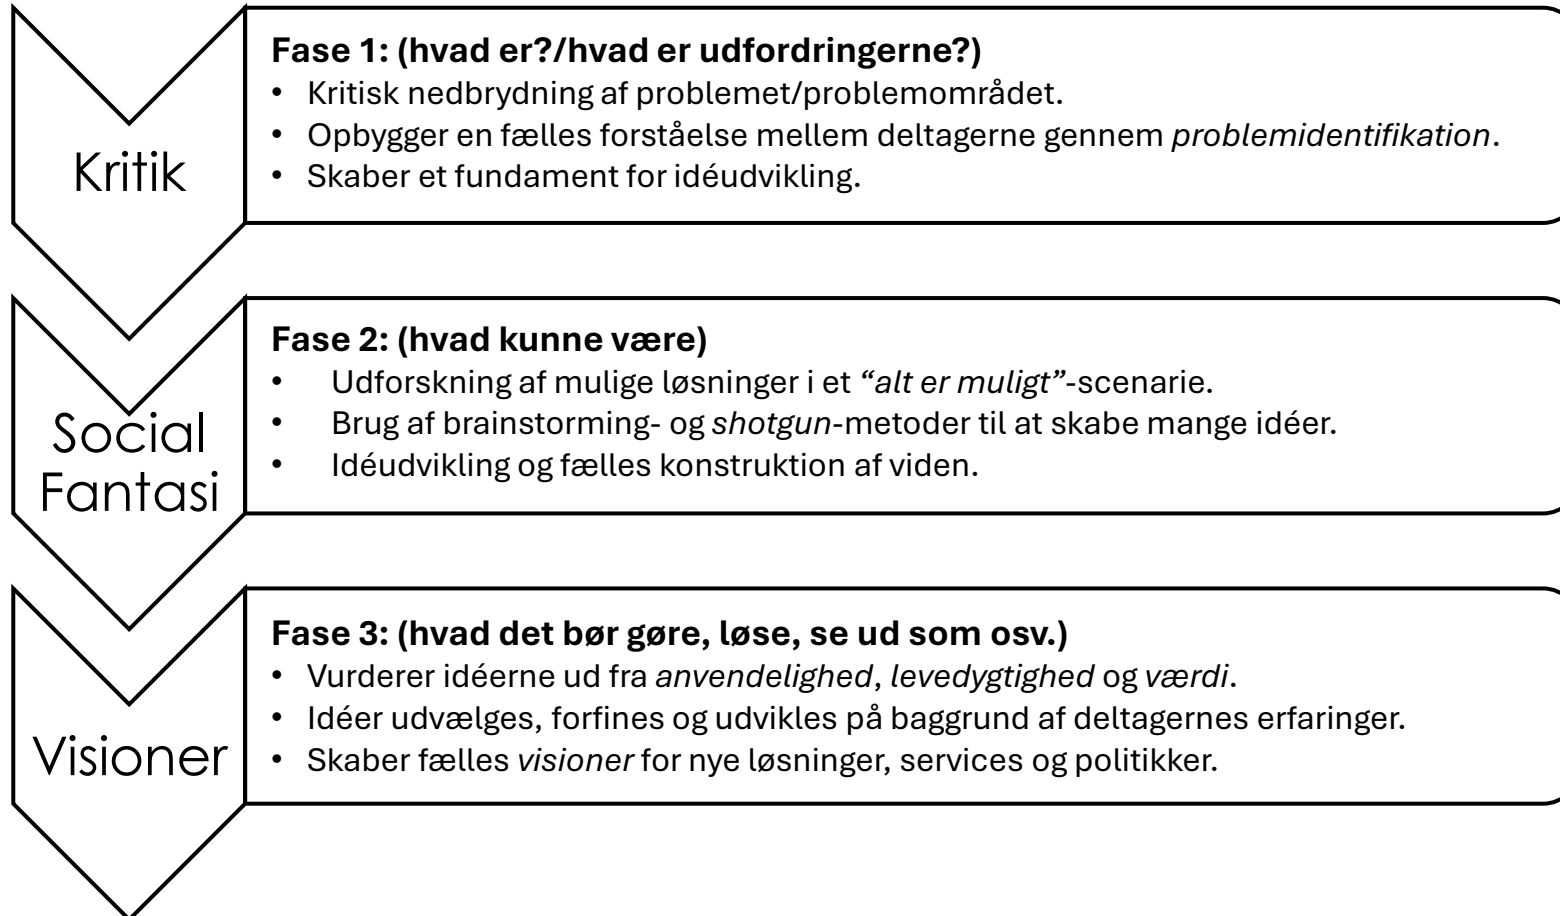 Kritik
Fase 1: (hvad er?/hvad er udfordringerne?)
• Kritisk nedbrydning af problemet/problemområdet.
• Opbygger en fælles forståelse mellem deltagerne gennem problemidentifikation.
• Skaber et fundament for idéudvikling.
Social
Fantasi
Fase 2: (hvad kunne være)
• Udforskning af mulige løsninger i et “alt er muligt”-scenarie.
• Brug af brainstorming- og shotgun-metoder til at skabe mange idéer.
• Idéudvikling og fælles konstruktion af viden.
Visioner
Fase 3: (hvad det bør gøre, løse, se ud som osv.)
• Vurderer idéerne ud fra anvendelighed, levedygtighed og værdi.
• Idéer udvælges, forfines og udvikles på baggrund af deltagernes erfaringer.
• Skaber fælles visioner for nye løsninger, services og politikker.